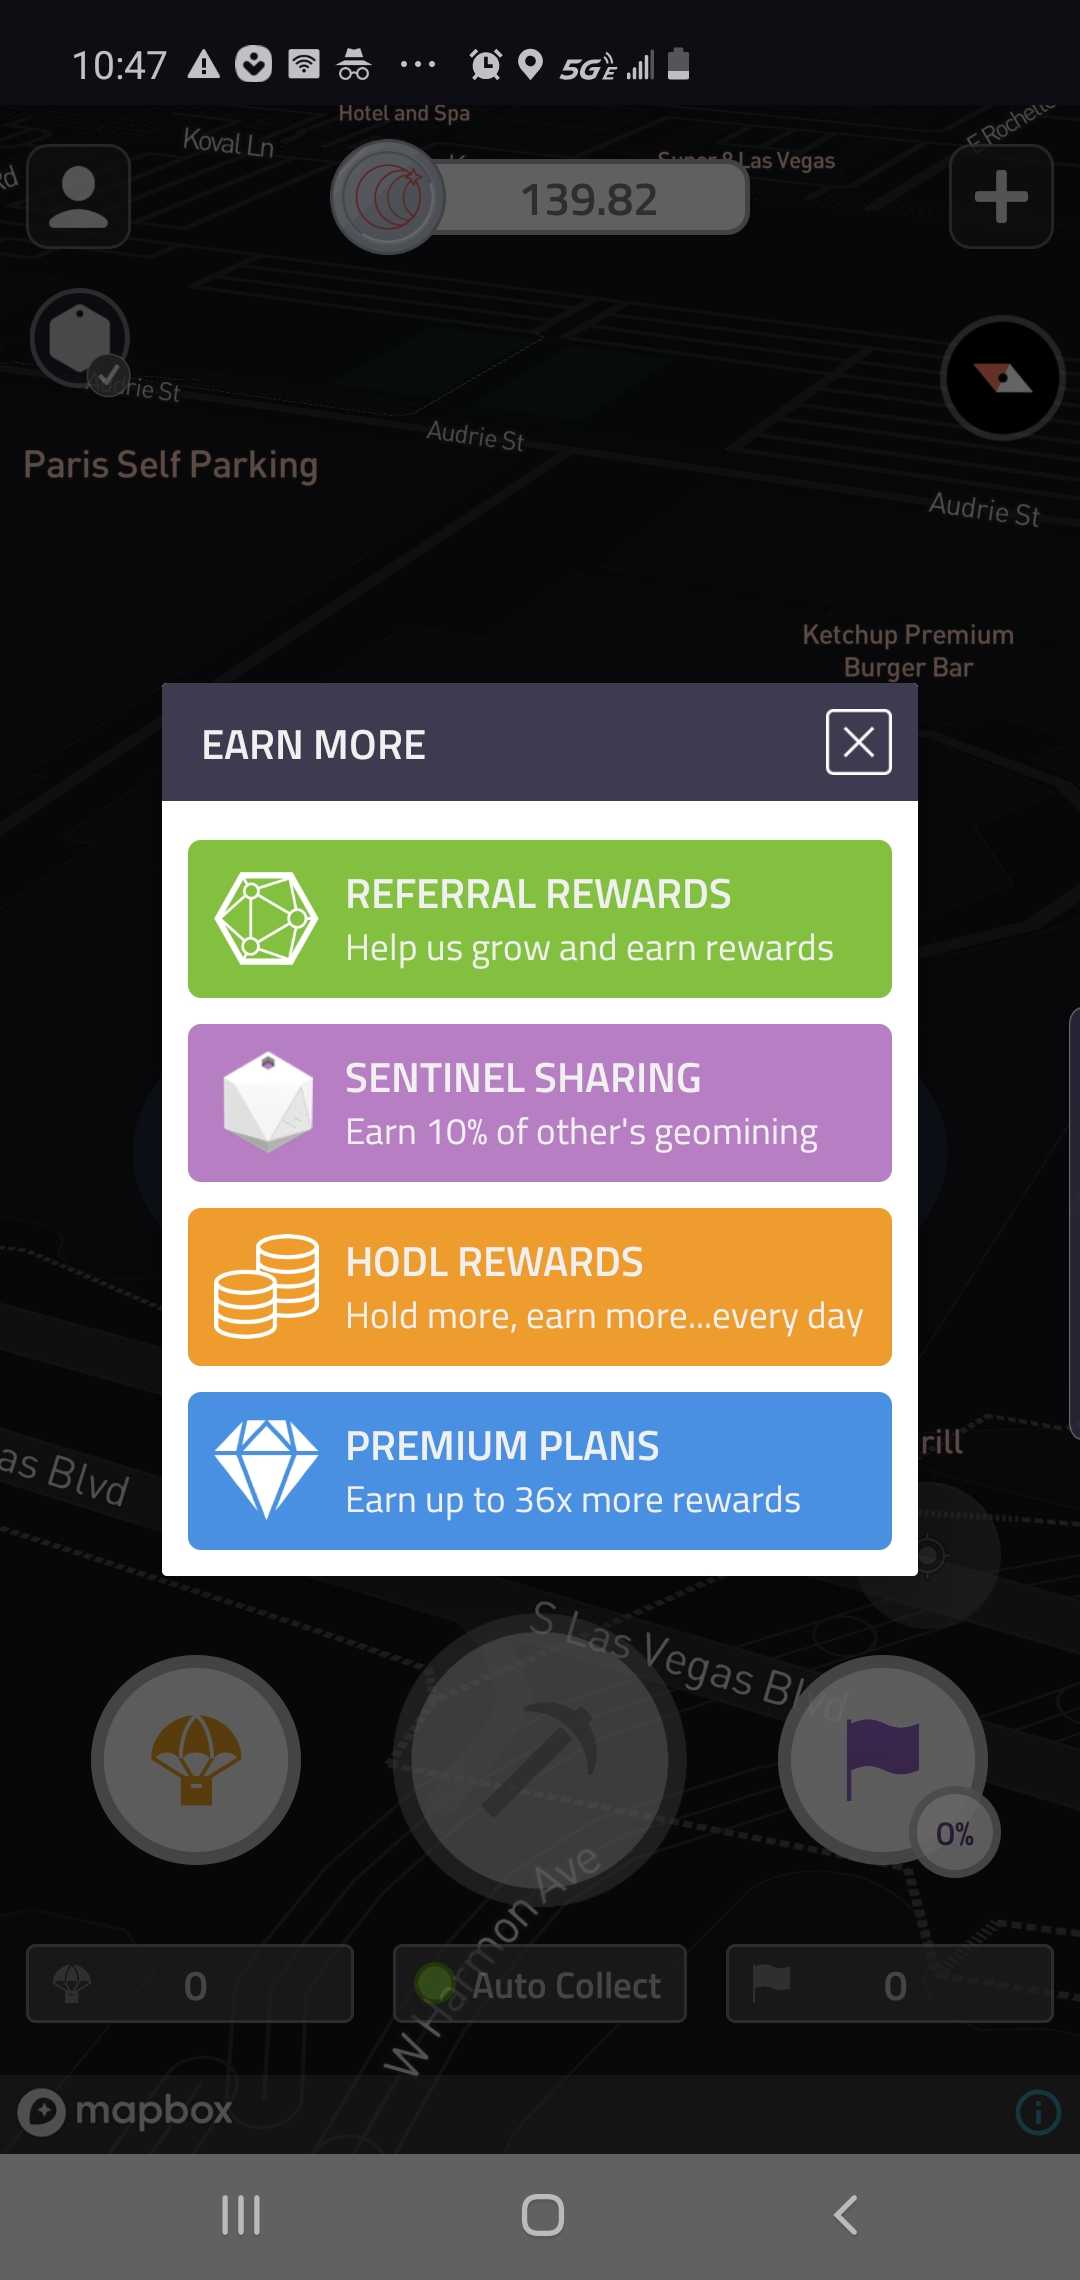 10:47
5GE
Hotel and Spa
Koval Ln
E Rochelle
Super 8 Las Vegas
139.82
Audrie St
Audrie St
Paris Self Parking
Audrie St
Ketchup Premium
Burger Bar
EARN MORE
REFERRAL REWARDS
Help us grow and earn rewards
SENTINEL SHARING
Earn 10% of other's geomining
HODL REWARDS
Hold more, earn more...every day
PREMIUM PLANS
Earn up to 36x more rewards
rill
as Blvd
S Las Vegas Blvd
0%
W Harmon Ave
0
Auto Collect
0
mapbox